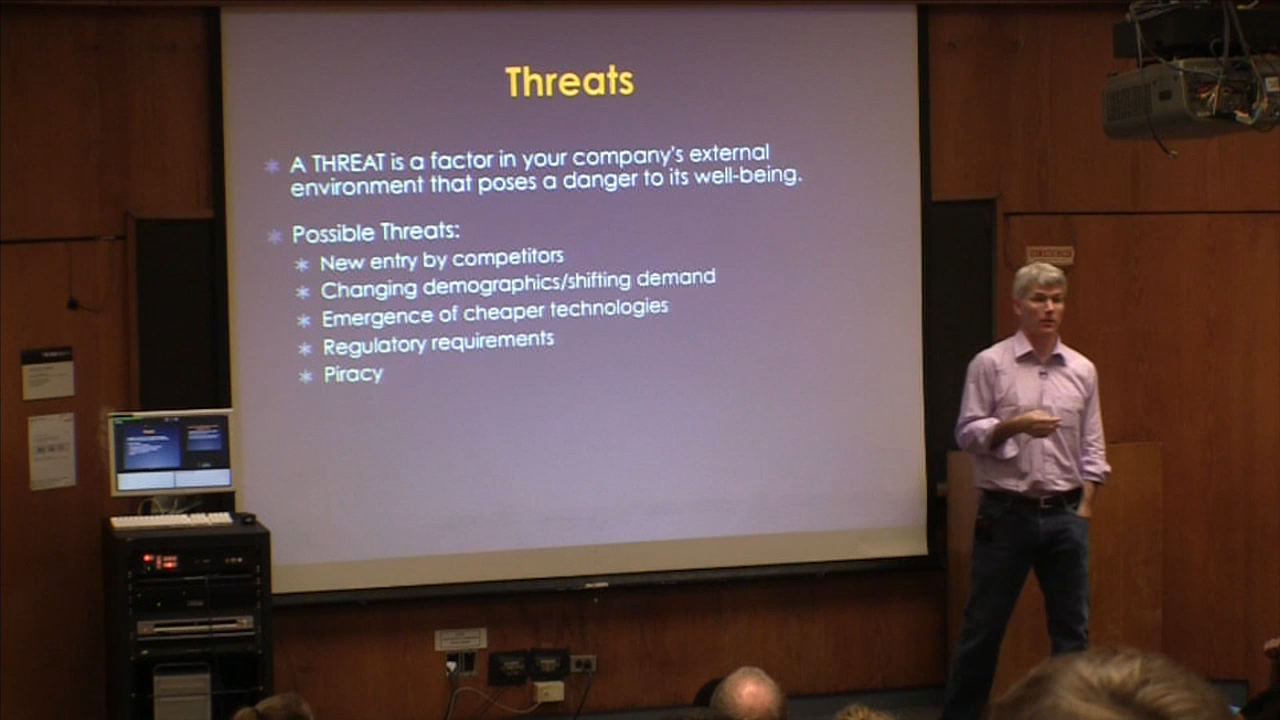 Threats
* A THREAT is a factor in your company's external
environment that poses a danger to its well-being.
* Possible Threats:
* New entry by competitors
* Changing demographics/shifting demand
* Emergence of cheaper technologies
* Regulatory requirements
* Piracy